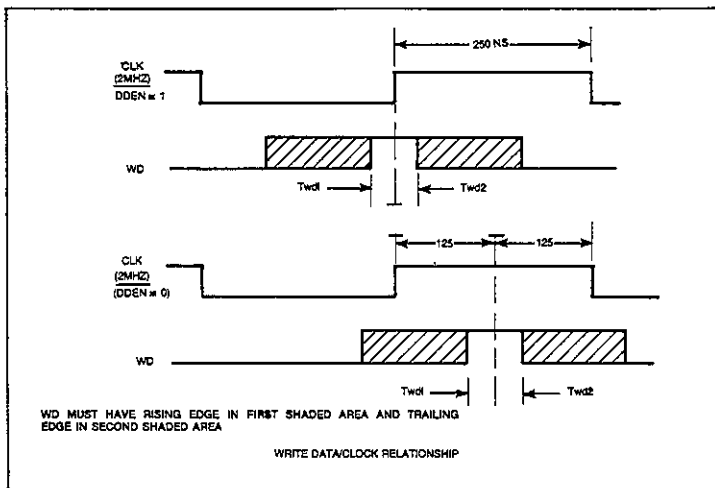 250 NS
CLK
(2MHZ)
DDEN = 1
WD
Twd1
Twd2
125
125
CLK
(2MHZ)
(DDEN = 0)
WD
Twd1
Twd2
WD MUST HAVE RISING EDGE IN FIRST SHADED AREA AND TRAILING
EDGE IN SECOND SHADED AREA
WRITE DATA/CLOCK RELATIONSHIP